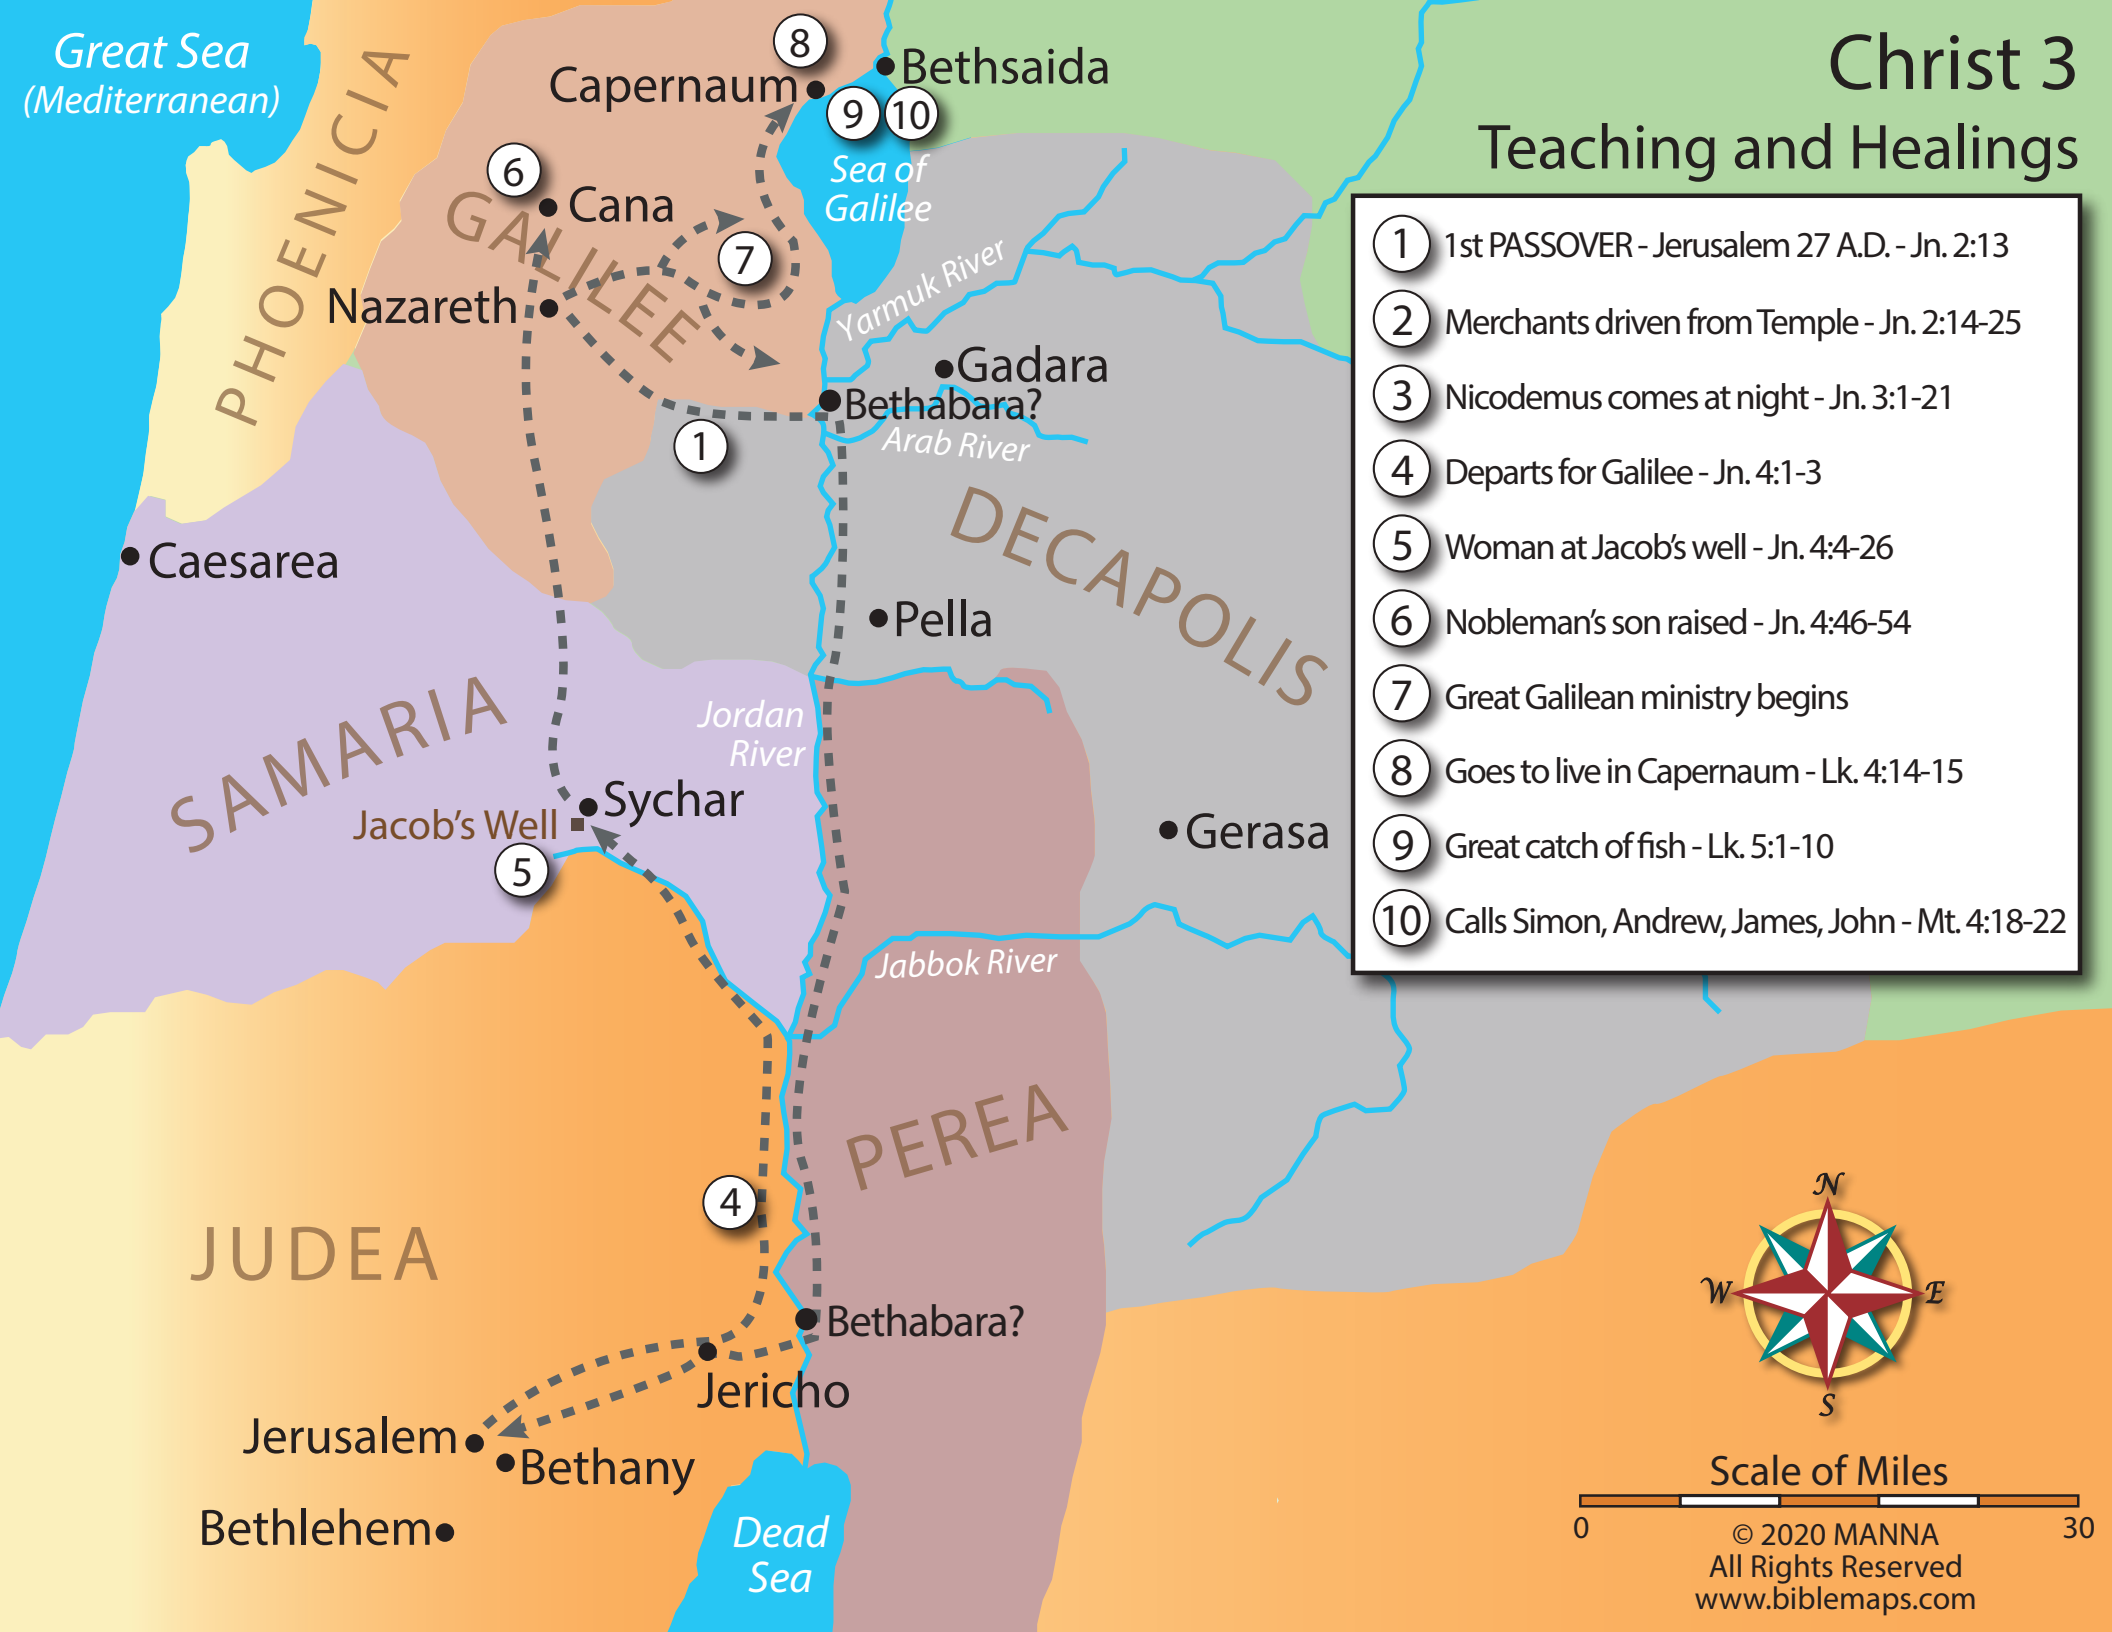 Great Sea
(Mediterranean)
PHOENICIA
8
Capernaum
Bethsaida
9
10
Christ 3
Teaching and Healings
6
Cana
GALILEE
Sea of
Galilee
7
Nazareth
Yarmuk River
Gadara
Bethabara?
Arab River
1
1 1st PASSOVER - Jerusalem 27 A.D. - Jn. 2:13
2 Merchants driven from Temple - Jn. 2:14-25
3 Nicodemus comes at night - Jn. 3:1-21
4 Departs for Galilee - Jn. 4:1-3
5 Woman at Jacob's well - Jn. 4:4-26
6 Nobleman's son raised - Jn. 4:46-54
7 Great Galilean ministry begins
8 Goes to live in Capernaum - Lk. 4:14-15
9 Great catch of fish - Lk. 5:1-10
10 Calls Simon, Andrew, James, John - Mt. 4:18-22
Caesarea
DECAPOLIS
Pella
SAMARIA
Jordan
River
Sychar
Jacob's Well
5
Gerasa
Jabbok River
PEREA
4
JUDEA
Bethabara?
Jericho
Jerusalem
Bethany
Bethlehem
Dead
Sea
N
W
E
S
Scale of Miles
0
30
© 2020 MANNA
All Rights Reserved
www.biblemaps.com